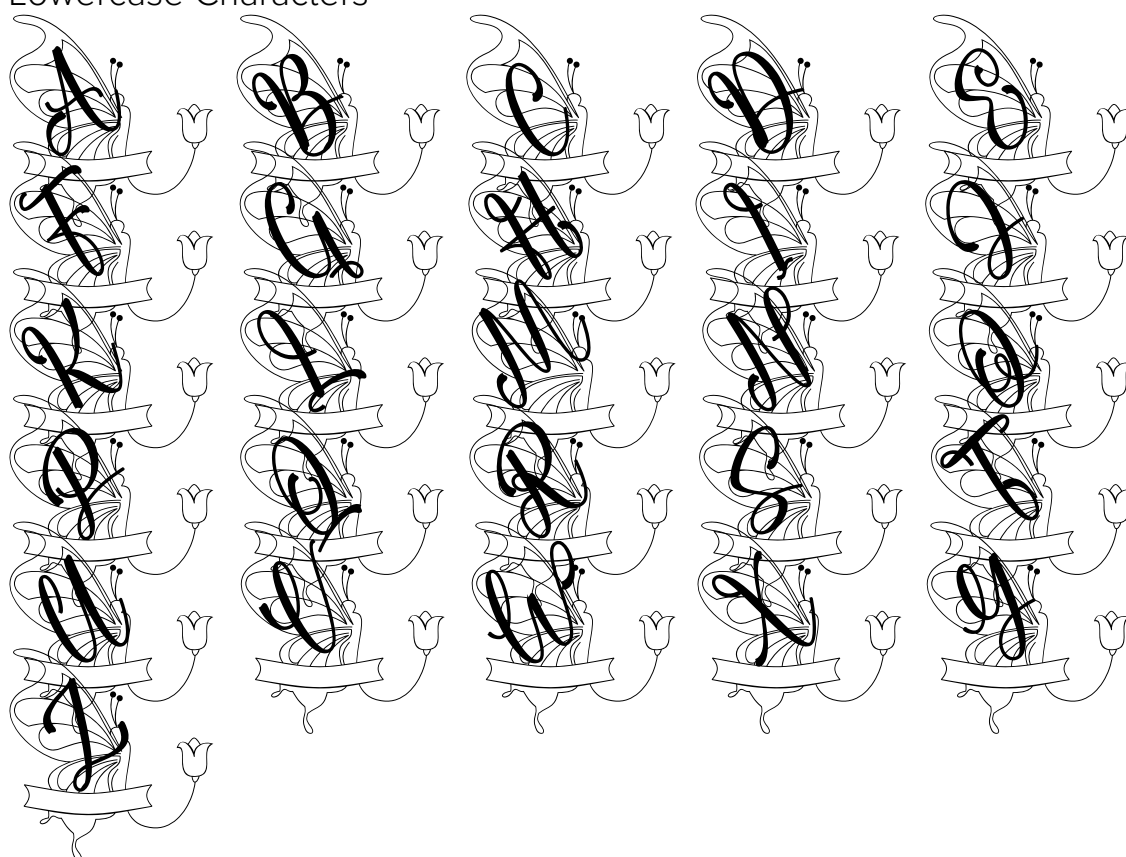 Lowercase Characters
A B C D E
F G H I J
K L M N O
P Q R S T
U V W X Y
Z